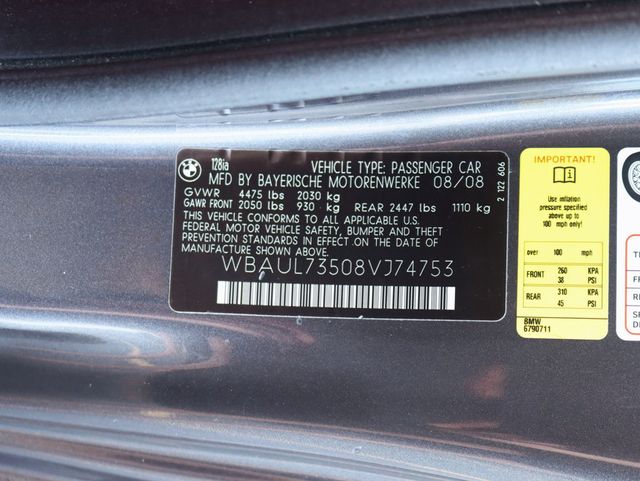 128ia
VEHICLE TYPE: PASSENGER CAR
MFD BY BAYERISCHE MOTORENWERKE 08/08
GVWR 4475 lbs 2030 kg
GAWR FRONT 2050 lbs 930 kg REAR 2447 lbs 1110 kg
THIS VEHICLE CONFORMS TO ALL APPLICABLE U.S.
FEDERAL MOTOR VEHICLE SAFETY, BUMPER AND THEFT
PREVENTION STANDARDS IN EFFECT ON THE DATE OF
MANUFACTURE SHOWN ABOVE.
WBAUL73508VJ74753
2 122 606
IMPORTANT!
Use inflation
pressure specified
above up to
100 mph only
over 100 mph
FRONT 260 KPA
38 PSI
REAR 310 KPA
45 PSI
BMW
6790711